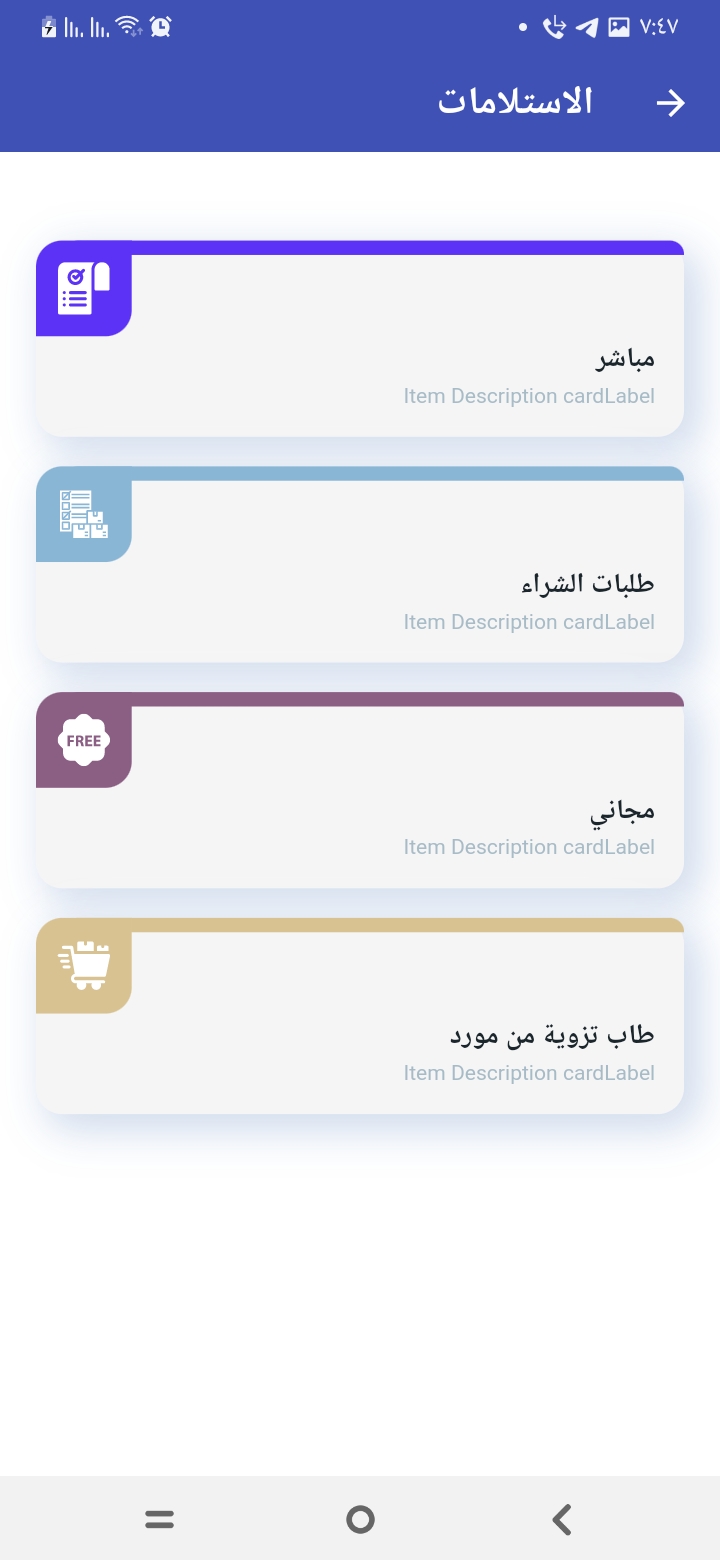 ٧:٤٧
الاستلامات
مباشر
Item Description cardLabel
طلبات الشراء
Item Description cardLabel
FREE
مجاني
Item Description cardLabel
طاب تزوية من مورد
Item Description cardLabel